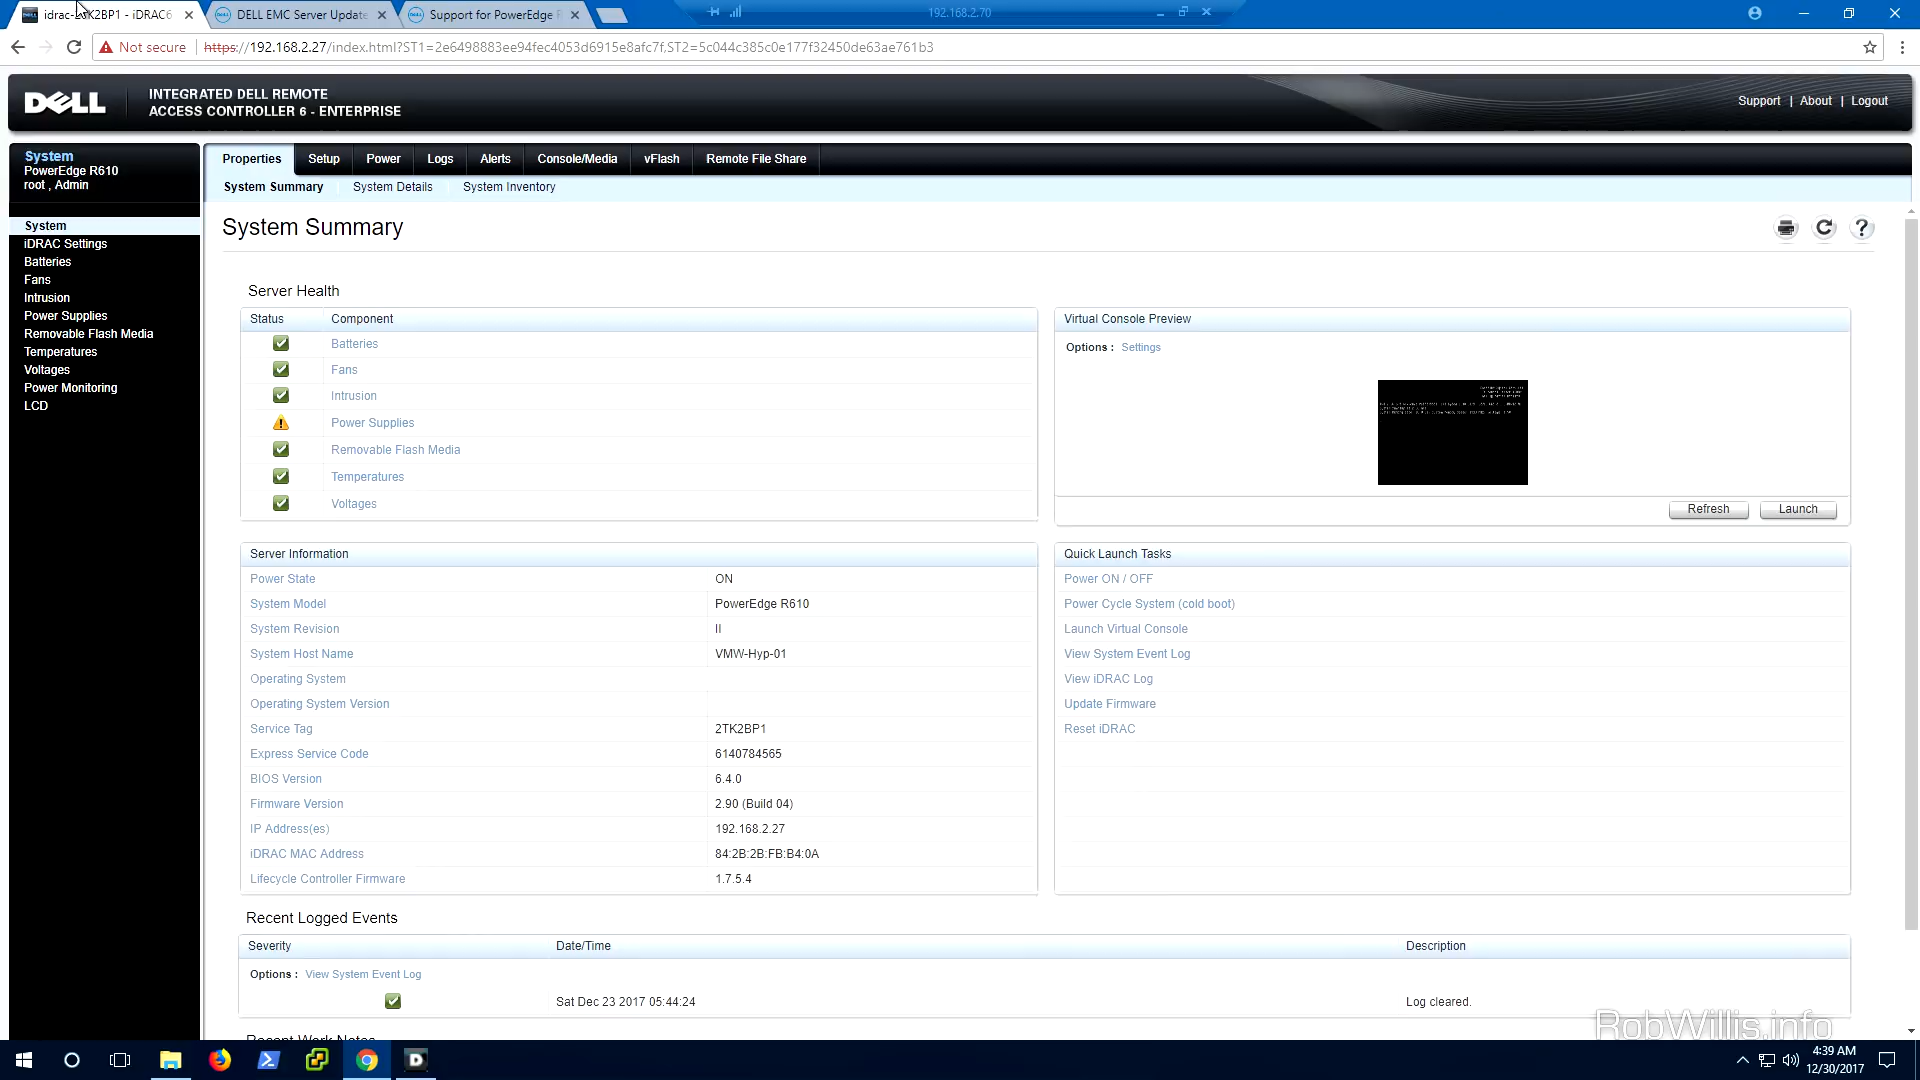 idrac-2TK2BP1 - iDRAC6
DELL EMC Server Update
Support for PowerEdge R
192.168.2.70
Not secure
https://192.168.2.27/index.html?ST1=2e6498883ee94fec4053d6915e8afc7f,ST2=5c044c385c0e177f32450de63ae761b3
DELL
INTEGRATED DELL REMOTE
ACCESS CONTROLLER 6 - ENTERPRISE
Support | About | Logout
System
PowerEdge R610
root , Admin
Properties
Setup
Power
Logs
Alerts
Console/Media
vFlash
Remote File Share
System Summary
System Details
System Inventory
System
iDRAC Settings
Batteries
Fans
Intrusion
Power Supplies
Removable Flash Media
Temperatures
Voltages
Power Monitoring
LCD
System Summary
Server Health
Status
Component
Batteries
Fans
Intrusion
Power Supplies
Removable Flash Media
Temperatures
Voltages
Virtual Console Preview
Options : Settings
Refresh
Launch
Server Information
Power State ON
System Model PowerEdge R610
System Revision II
System Host Name VMW-Hyp-01
Operating System
Operating System Version
Service Tag 2TK2BP1
Express Service Code 6140784565
BIOS Version 6.4.0
Firmware Version 2.90 (Build 04)
IP Address(es) 192.168.2.27
iDRAC MAC Address 84:2B:2B:FB:B4:0A
Lifecycle Controller Firmware 1.7.5.4
Quick Launch Tasks
Power ON / OFF
Power Cycle System (cold boot)
Launch Virtual Console
View System Event Log
View iDRAC Log
Update Firmware
Reset iDRAC
Recent Logged Events
Severity
Date/Time
Description
Options : View System Event Log
Sat Dec 23 2017 05:44:24
Log cleared.
Recent Work Notes
RobWillis.info
4:39 AM
12/30/2017